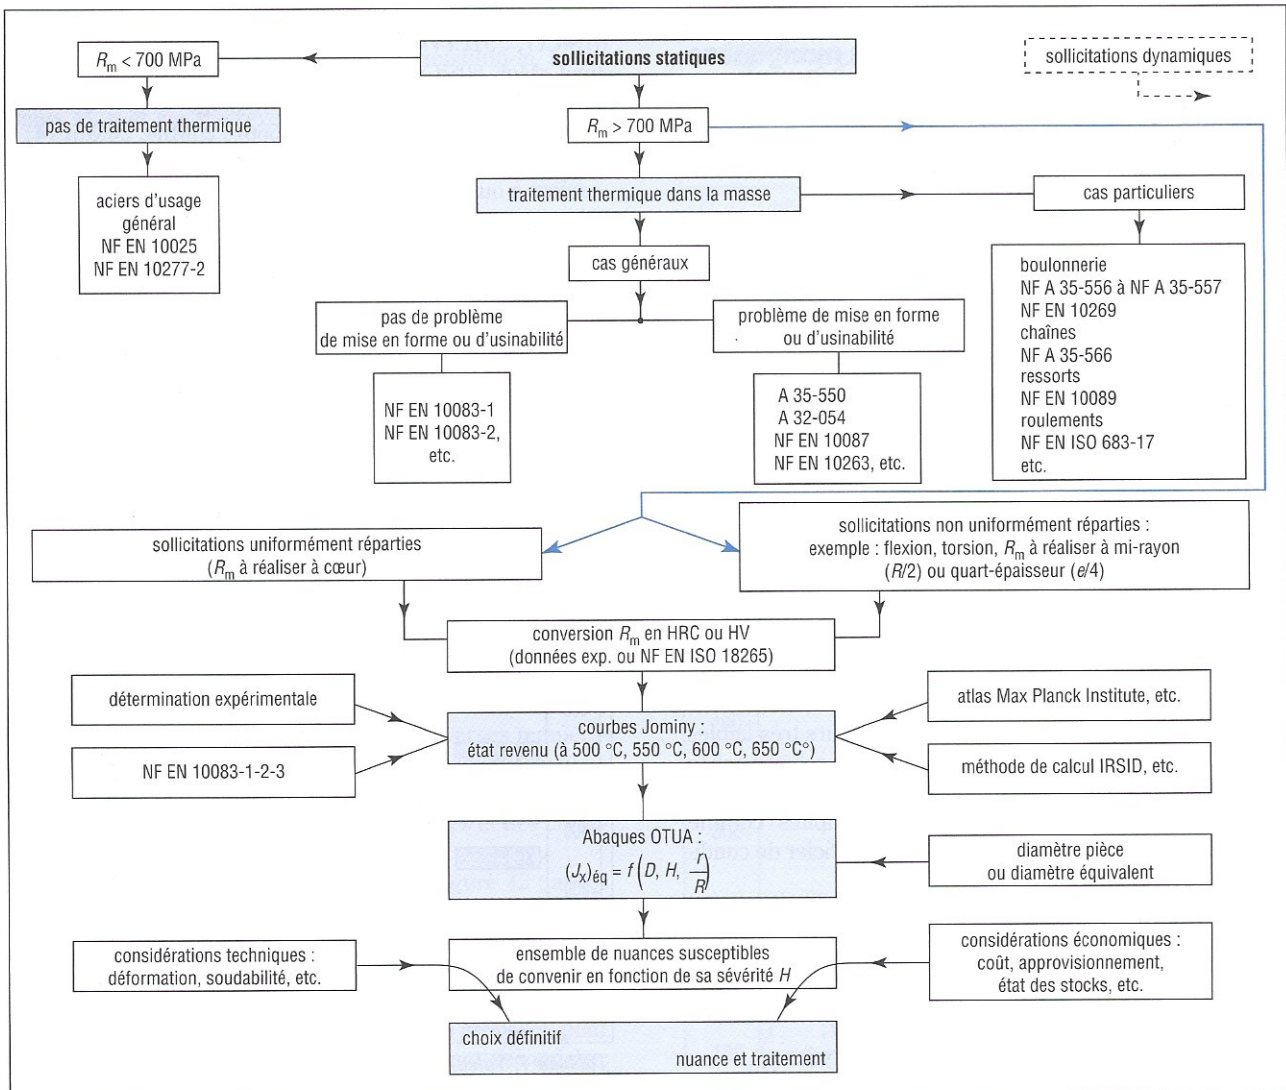 R_m < 700 MPa
sollicitations statiques
sollicitations dynamiques
pas de traitement thermique
R_m > 700 MPa
aciers d'usage
général
NF EN 10025
NF EN 10277-2
traitement thermique dans la masse
cas particuliers
cas généraux
boulonnerie
NF A 35-556 à NF A 35-557
NF EN 10269
chaînes
NF A 35-566
ressorts
NF EN 10089
roulements
NF EN ISO 683-17
etc.
pas de problème
de mise en forme ou d'usinabilité
problème de mise en forme
ou d'usinabilité
NF EN 10083-1
NF EN 10083-2,
etc.
A 35-550
A 32-054
NF EN 10087
NF EN 10263, etc.
sollicitations uniformément réparties
(R_m à réaliser à cœur)
sollicitations non uniformément réparties :
exemple : flexion, torsion, R_m à réaliser à mi-rayon
(R/2) ou quart-épaisseur (e/4)
conversion R_m en HRC ou HV
(données exp. ou NF EN ISO 18265)
détermination expérimentale
atlas Max Planck Institute, etc.
courbes Jominy :
état revenu (à 500 °C, 550 °C, 600 °C, 650 °C°)
NF EN 10083-1-2-3
méthode de calcul IRSID, etc.
Abaques OTUA :
(J_x)éq = f(D, H, r/R)
diamètre pièce
ou diamètre équivalent
considérations techniques :
déformation, soudabilité, etc.
ensemble de nuances susceptibles
de convenir en fonction de sa sévérité H
considérations économiques :
coût, approvisionnement,
état des stocks, etc.
choix définitif
nuance et traitement